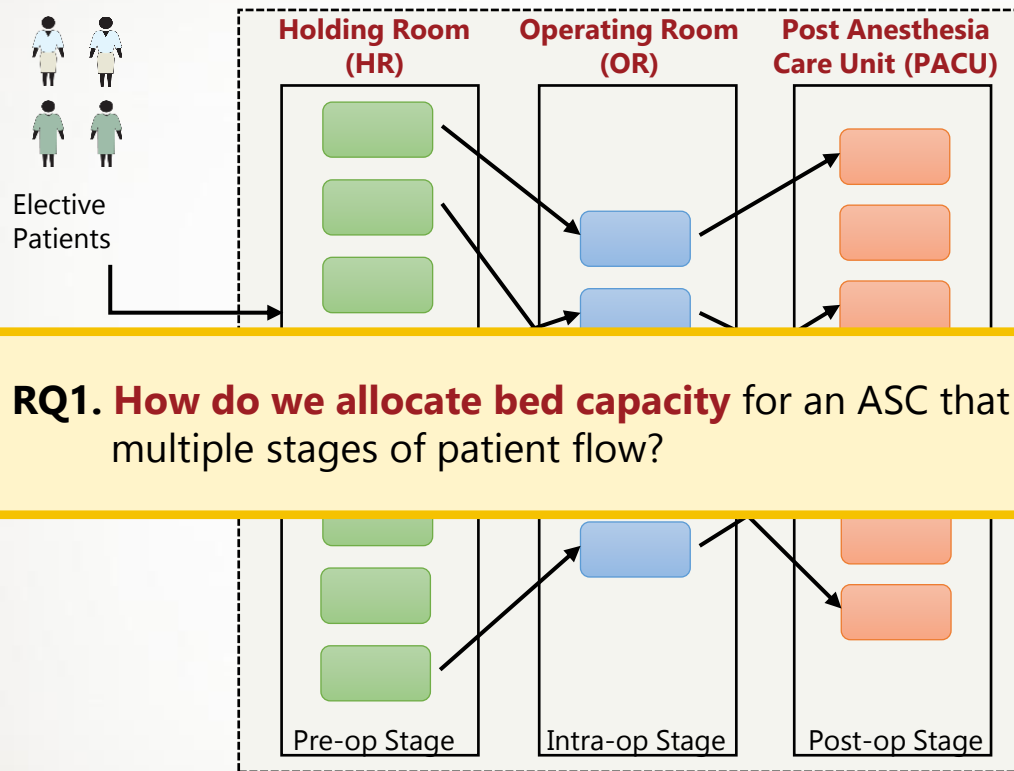 Holding Room
(HR)
Operating Room
(OR)
Post Anesthesia
Care Unit (PACU)
Elective
Patients
RQ1. How do we allocate bed capacity for an ASC that
multiple stages of patient flow?
Pre-op Stage
Intra-op Stage
Post-op Stage